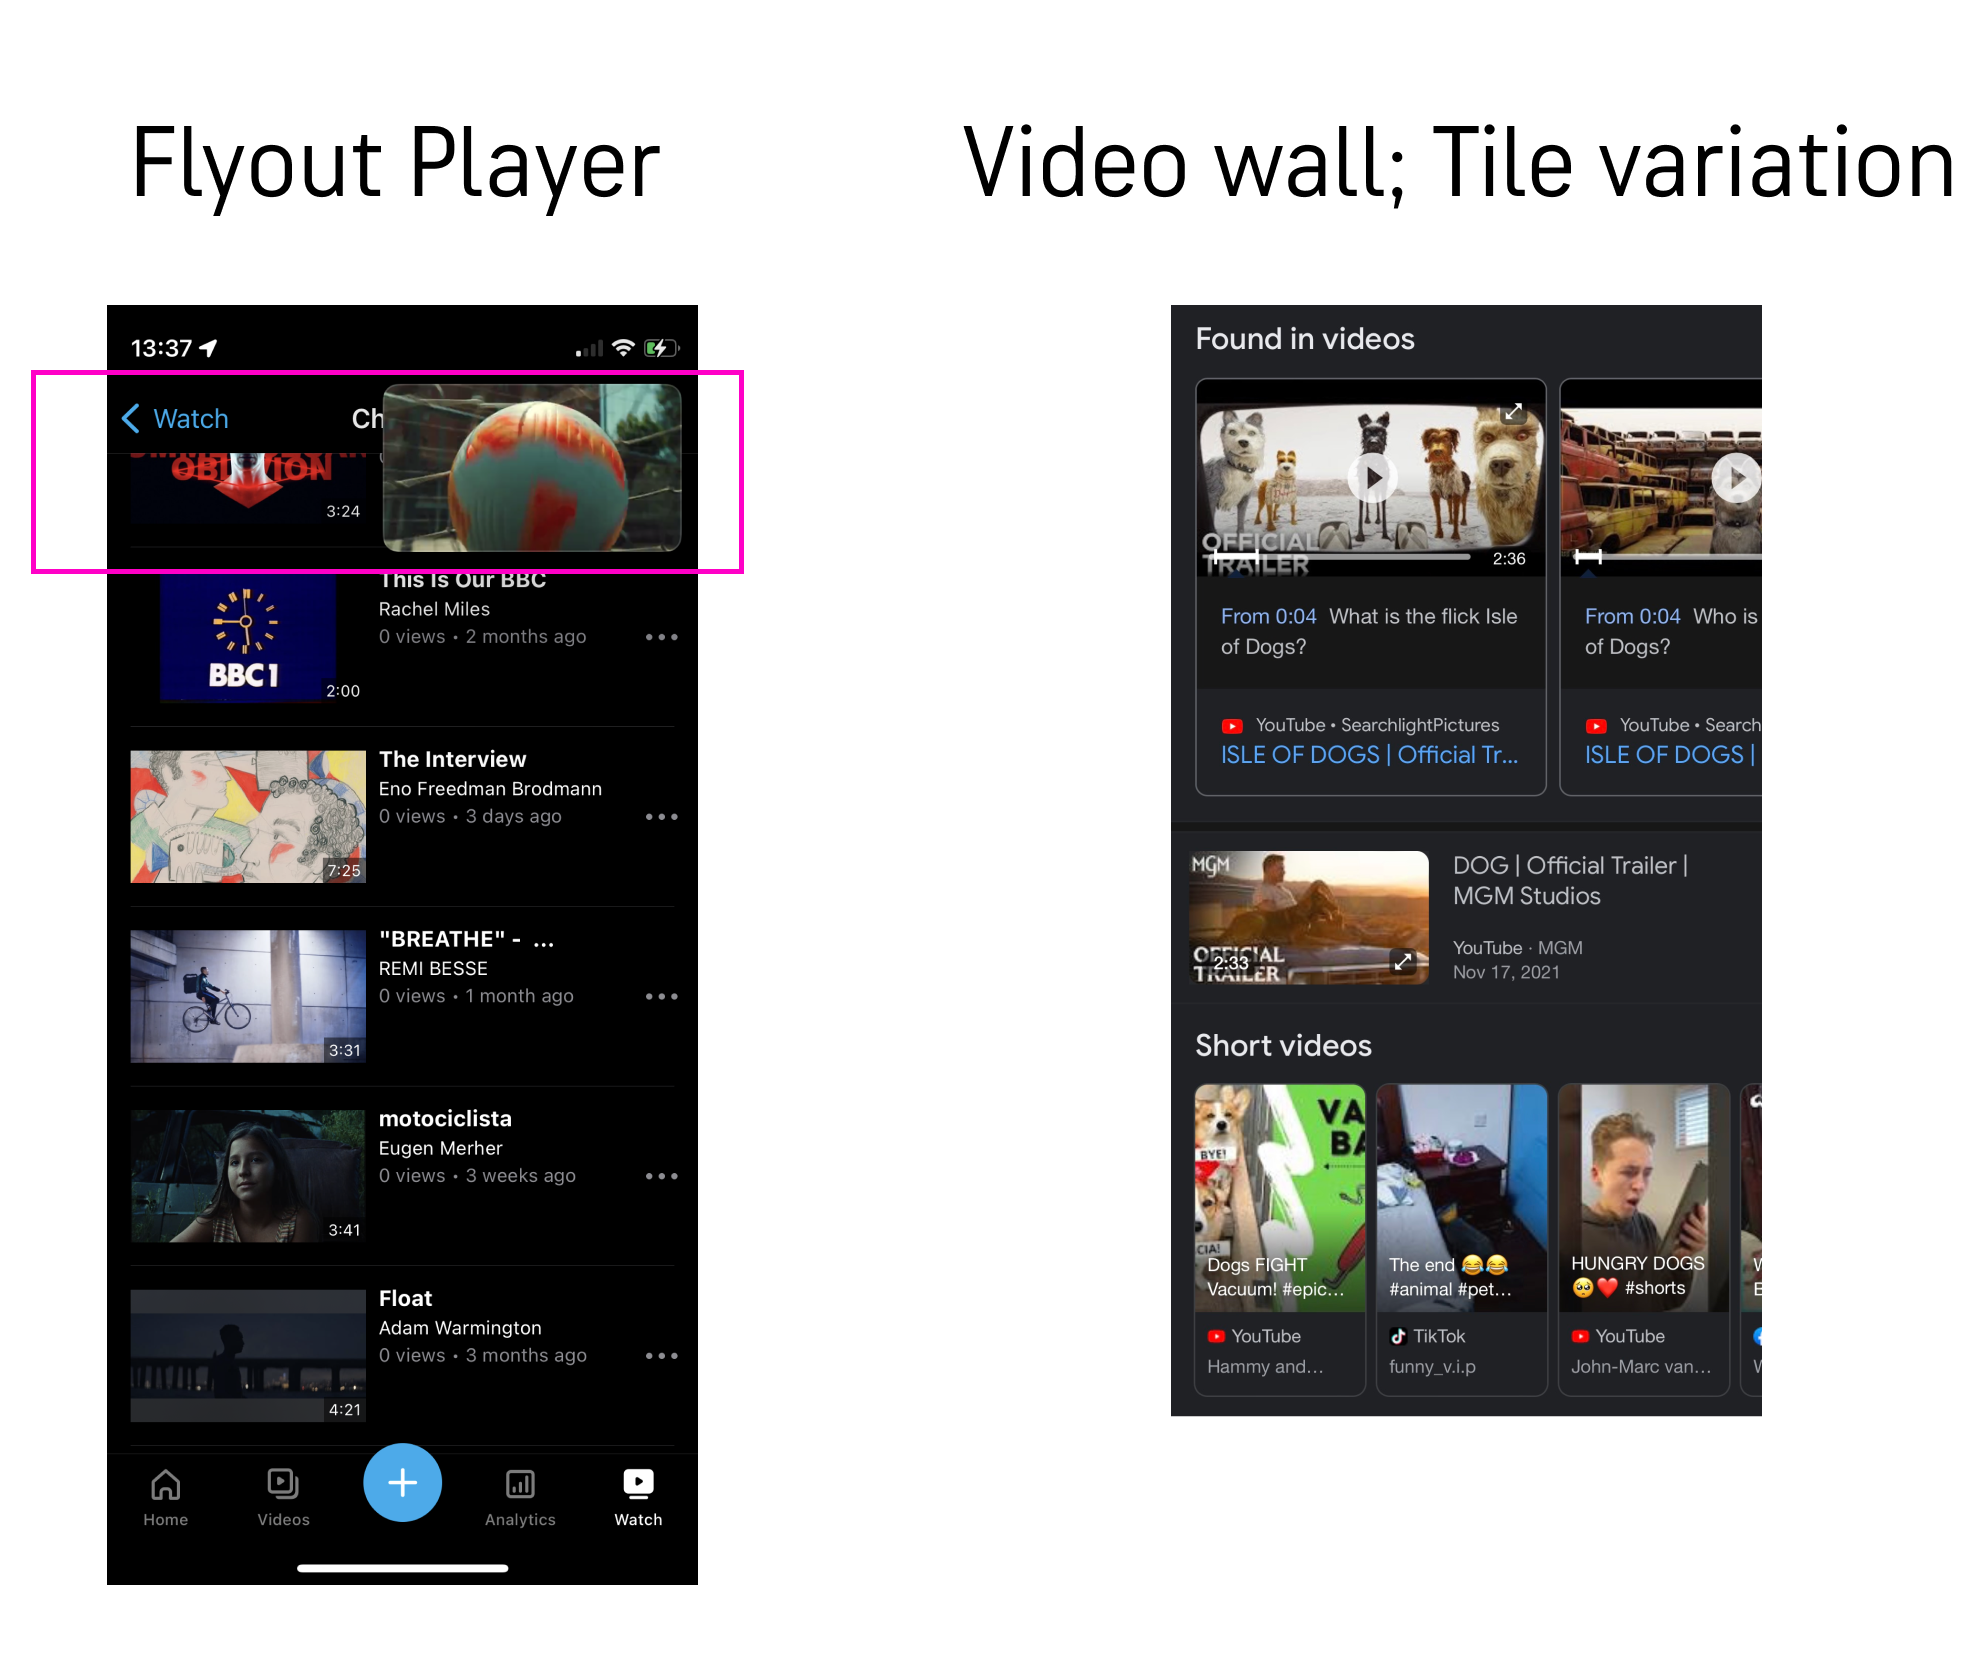 Flyout Player
Video wall; Tile variation
13:37
Watch
Ch
3:24
This Is Our BBC
Rachel Miles
0 views • 2 months ago
BBC 1
2:00
The Interview
Eno Freedman Brodmann
0 views • 3 days ago
7:25
"BREATHE" - ...
REMI BESSE
0 views • 1 month ago
3:31
motociclista
Eugen Merher
0 views • 3 weeks ago
3:41
Float
Adam Warmington
0 views • 3 months ago
4:21
Home
Videos
Analytics
Watch
Found in videos
OFFICIAL
TRAILER
2:36
From 0:04 What is the flick Isle
of Dogs?
YouTube • SearchlightPictures
ISLE OF DOGS | Official Tr...
From 0:04 Who is
of Dogs?
YouTube • Search
ISLE OF DOGS |
MGM
OFFICIAL
TRAILER
2:33
DOG | Official Trailer |
MGM Studios
YouTube · MGM
Nov 17, 2021
Short videos
BYE!
CIA!
VA
BA
Dogs FIGHT
Vacuum! #epic...
YouTube
Hammy and...
The end 😂😂
#animal #pet...
TikTok
funny_v.i.p
HUNGRY DOGS
🥺❤️ #shorts
YouTube
John-Marc van...